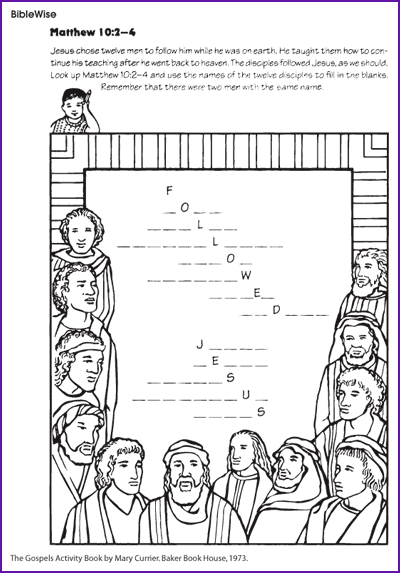 BibleWise
Matthew 10:2–4
Jesus chose twelve men to follow him while he was on earth. He taught them how to con-
tinue his teaching after he went back to heaven. The disciples followed Jesus, as we should.
Look up Matthew 10:2–4 and use the names of the twelve disciples to fill in the blanks.
Remember that there were two men with the same name.
F
_ O _ _
_ _ _ L _ _
_ _ _ _ _ _ L _ _ _ _
_ _ _ O _
_ _ _ _ _ _ W
_ _ _ E _
_ _ _ _ D _ _ _
J _ _ _
_ E _ _ _
_ _ _ _ _ S
_ _ _ _ _ _ _ U S
_ _ _ _ S
The Gospels Activity Book by Mary Currier. Baker Book House, 1973.